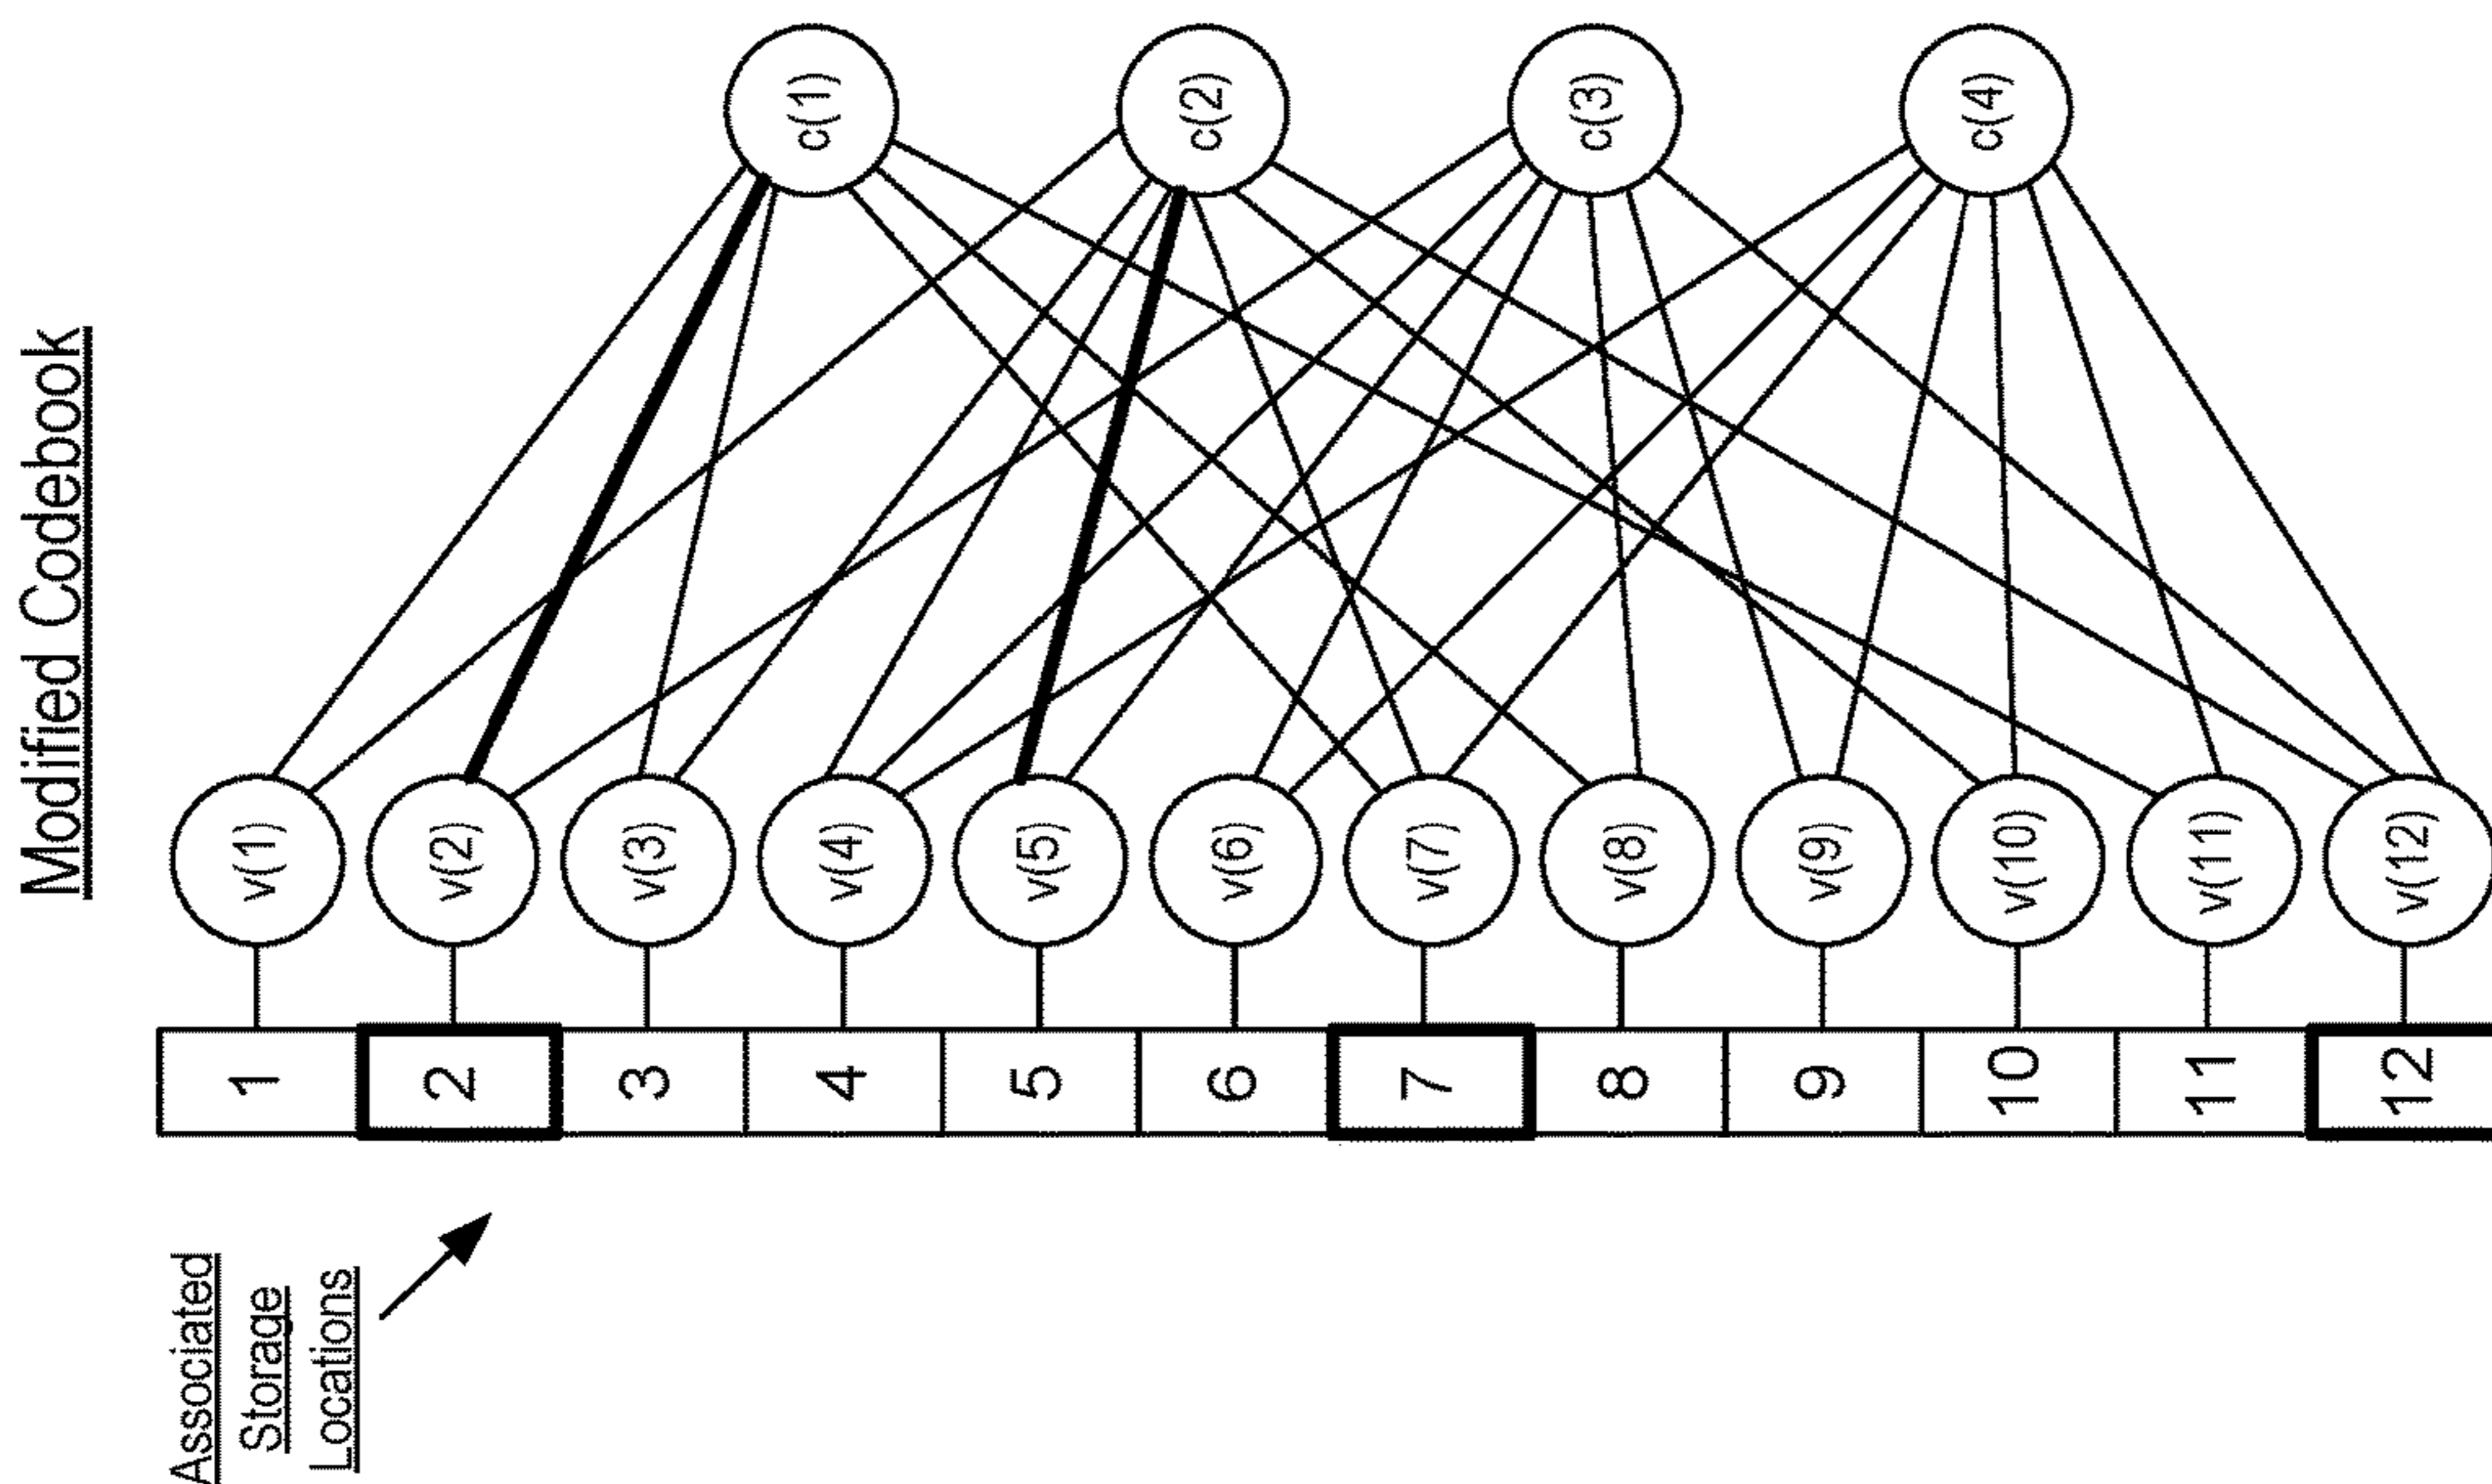 Modified Codebook
c(1)
c(2)
c(3)
c(4)
v(1)
v(2)
v(3)
v(4)
v(5)
v(6)
v(7)
v(8)
v(9)
v(10)
v(11)
v(12)
1
2
3
4
5
6
7
8
9
10
11
12
Associated
Storage
Locations